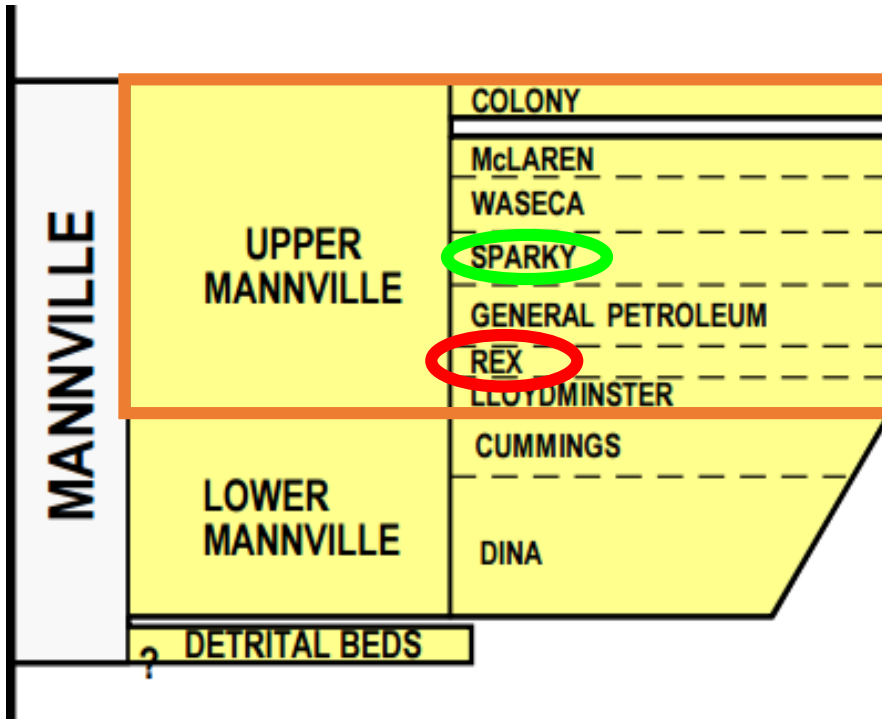 MANNVILLE
UPPER
MANNVILLE
COLONY
McLAREN
WASECA
SPARKY
GENERAL PETROLEUM
REX
LLOYDMINSTER
LOWER
MANNVILLE
CUMMINGS
DINA
? DETRITAL BEDS